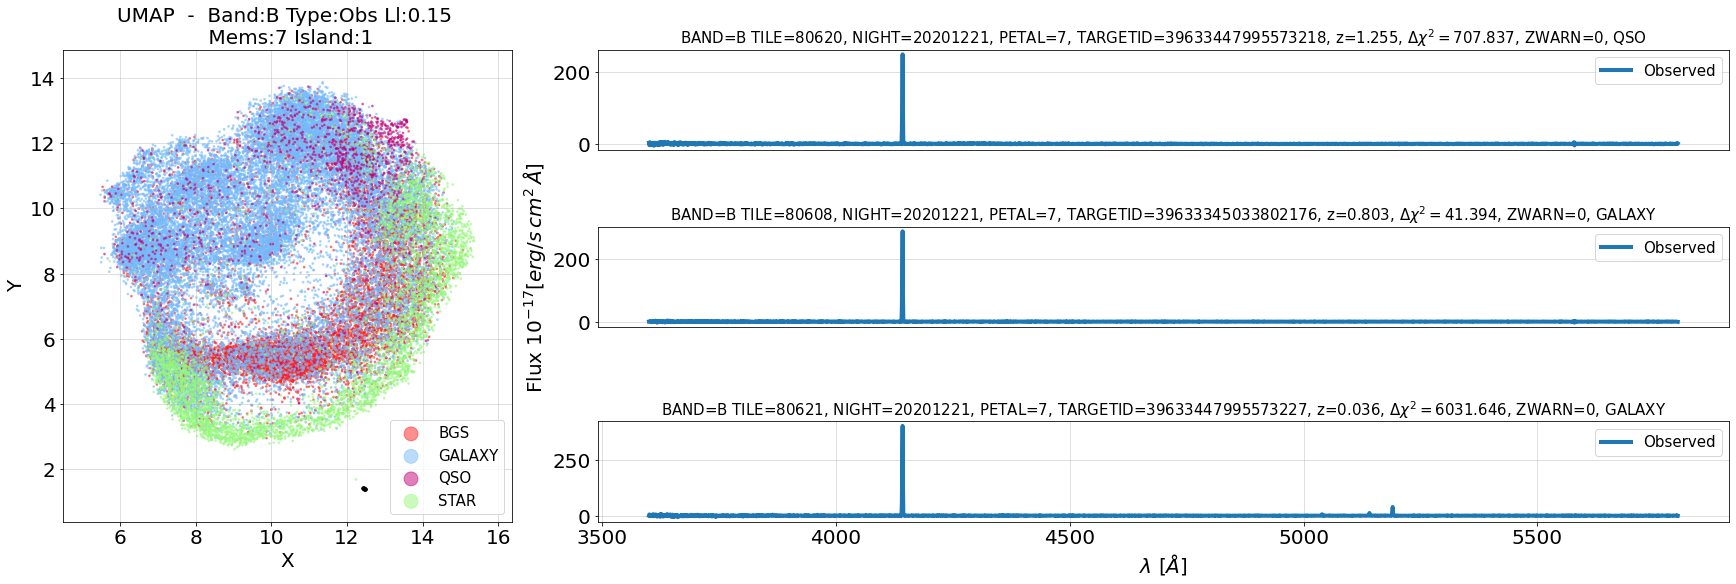 UMAP - Band:B Type:Obs Ll:0.15
Mems:7 Island:1
14
12
10
8
6
4
2
Y
6
8
10
12
14
16
X
BGS
GALAXY
QSO
STAR
Flux 10^{-17}[erg/s cm^2 Å]
BAND=B TILE=80620, NIGHT=20201221, PETAL=7, TARGETID=39633447995573218, z=1.255, Δχ² = 707.837, ZWARN=0, QSO
200
0
Observed
BAND=B TILE=80608, NIGHT=20201221, PETAL=7, TARGETID=39633345033802176, z=0.803, Δχ² = 41.394, ZWARN=0, GALAXY
200
0
Observed
BAND=B TILE=80621, NIGHT=20201221, PETAL=7, TARGETID=39633447995573227, z=0.036, Δχ² = 6031.646, ZWARN=0, GALAXY
250
0
Observed
3500
4000
4500
5000
5500
λ [Å]